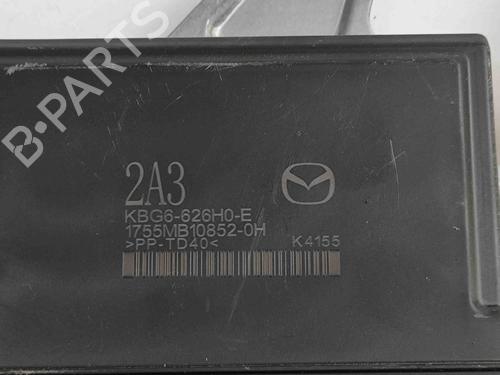 B-PARTS
2A3
KBG6-626H0-E
1755MB10852-0H
>PP-TD40<
K4155